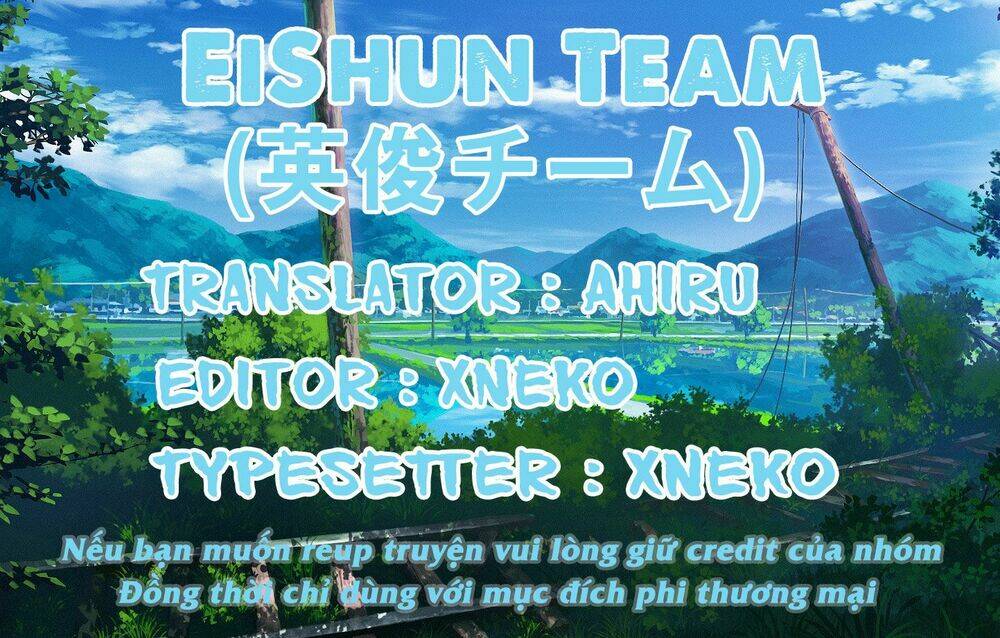 EiShun Team
(英俊チーム)
TRANSLATOR : AHIRU
EDITOR : XNEKO
TYPESETTER : XNEKO
Nếu bạn muốn reup truyện vui lòng giữ credit của nhóm
Đồng thời chỉ dùng với mục đích phi thương mại